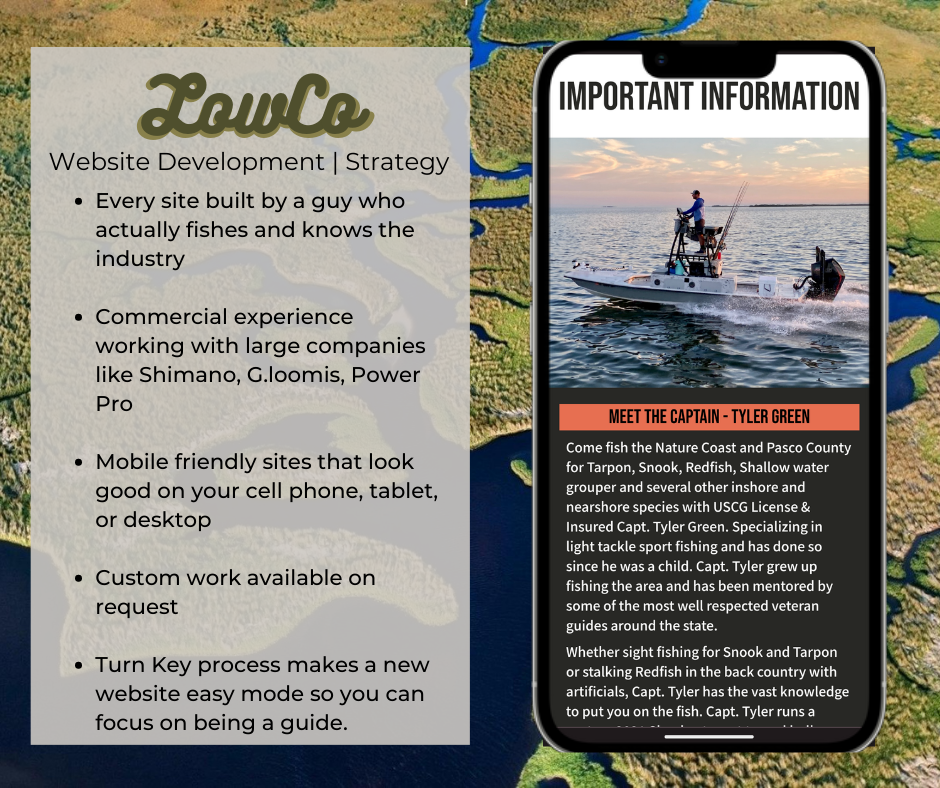 LowCo
Website Development | Strategy
• Every site built by a guy who
actually fishes and knows the
industry
• Commercial experience
working with large companies
like Shimano, G.loomis, Power
Pro
• Mobile friendly sites that look
good on your cell phone, tablet,
or desktop
• Custom work available on
request
• Turn Key process makes a new
website easy mode so you can
focus on being a guide.
IMPORTANT INFORMATION
MEET THE CAPTAIN - TYLER GREEN
Come fish the Nature Coast and Pasco County
for Tarpon, Snook, Redfish, Shallow water
grouper and several other inshore and
nearshore species with USCG License &
Insured Capt. Tyler Green. Specializing in
light tackle sport fishing and has done so
since he was a child. Capt. Tyler grew up
fishing the area and has been mentored by
some of the most well respected veteran
guides around the state.
Whether sight fishing for Snook and Tarpon
or stalking Redfish in the back country with
artificials, Capt. Tyler has the vast knowledge
to put you on the fish. Capt. Tyler runs a